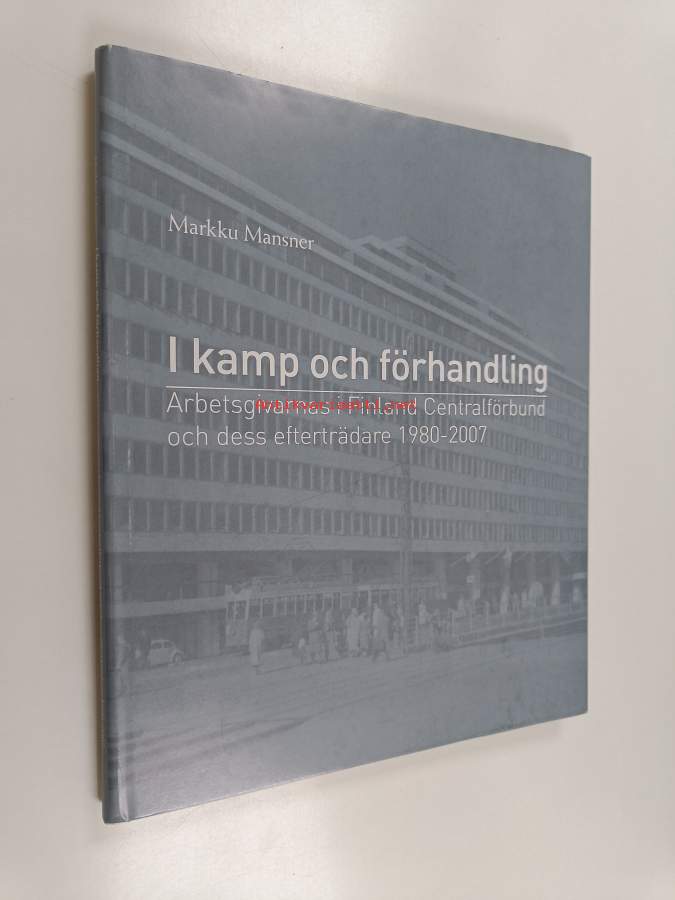 Markku Mansner
I kamp och förhandling
Arbetsgivarnas i Finland Centralförbund
och dess efterträdare 1980-2007